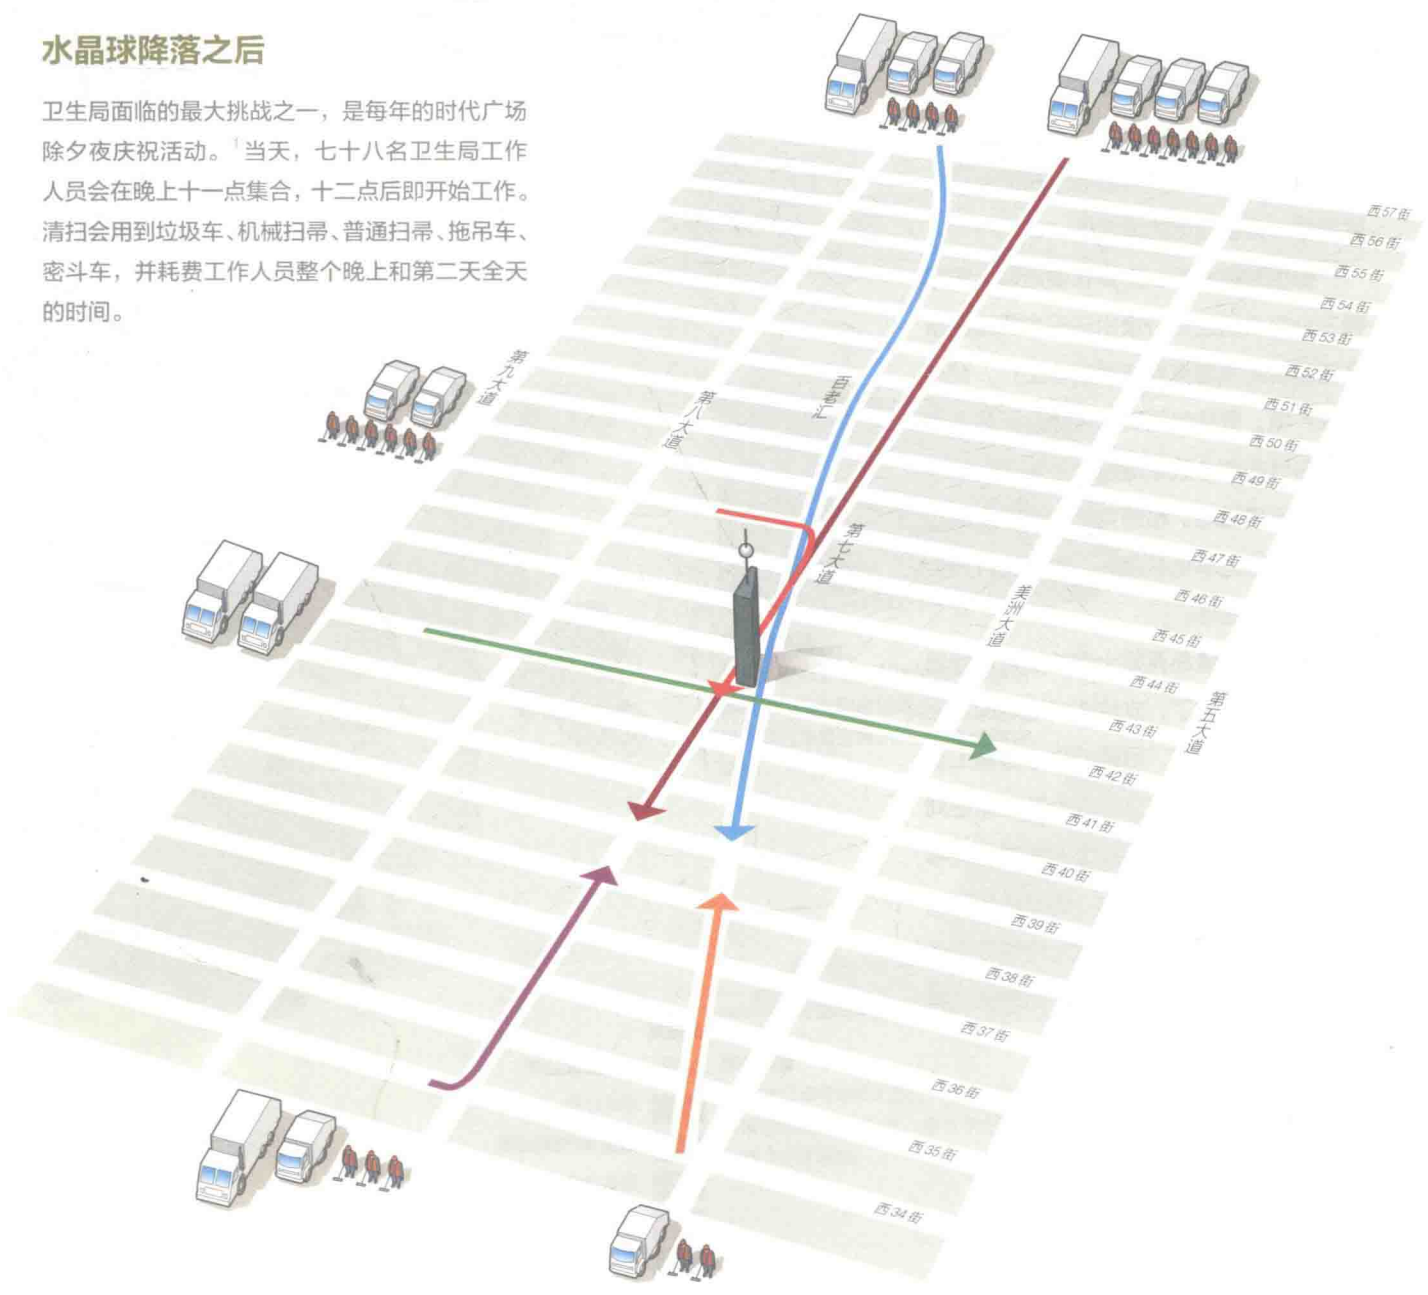 水晶球降落之后
卫生局面临的最大挑战之一，是每年的时代广场
除夕夜庆祝活动。1当天，七十八名卫生局工作
人员会在晚上十一点集合，十二点后即开始工作。
清扫会用到垃圾车、机械扫帚、普通扫帚、拖吊车、
密斗车，并耗费工作人员整个晚上和第二天全天
的时间。
第九大道
第八大道
百老汇
第七大道
美洲大道
第五大道
西57街
西56街
西55街
西54街
西53街
西52街
西51街
西50街
西49街
西48街
西47街
西46街
西45街
西44街
西43街
西42街
西41街
西40街
西39街
西38街
西37街
西36街
西35街
西34街